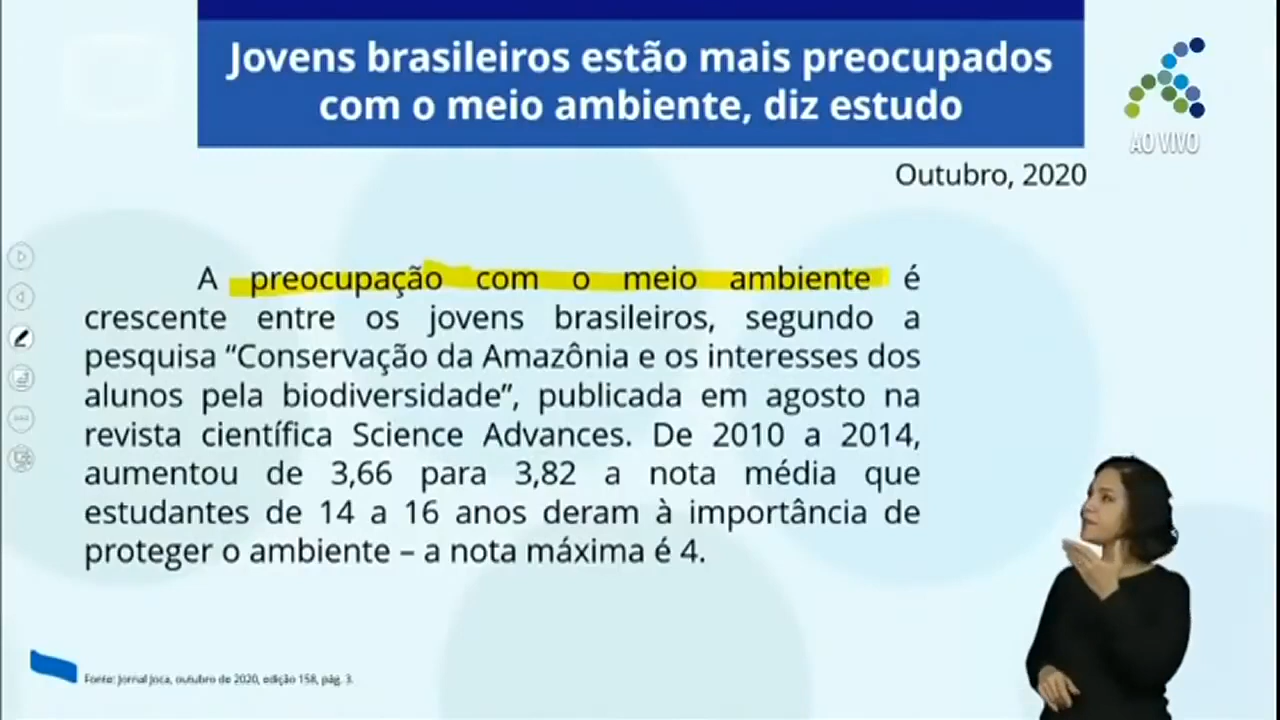 Jovens brasileiros estão mais preocupados
com o meio ambiente, diz estudo
AO VIVO
Outubro, 2020
A preocupação com o meio ambiente é
crescente entre os jovens brasileiros, segundo a
pesquisa “Conservação da Amazônia e os interesses dos
alunos pela biodiversidade”, publicada em agosto na
revista científica Science Advances. De 2010 a 2014,
aumentou de 3,66 para 3,82 a nota média que
estudantes de 14 a 16 anos deram à importância de
proteger o ambiente – a nota máxima é 4.
Fonte: Jornal Joca, outubro de 2020, edição 158, pág. 3.